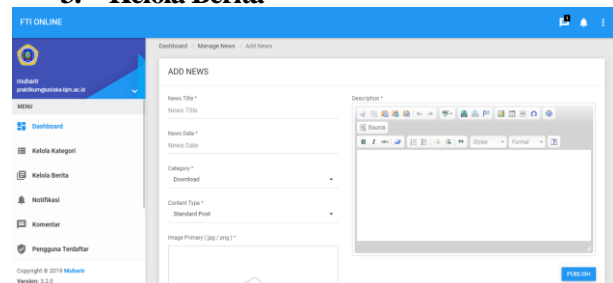 3. Kelola Berita
FTI ONLINE
muharir
praktikum@uniska-bjm.ac.id
MENU
Dashboard
Kelola Kategori
Kelola Berita
Notifikasi
Komentar
Pengguna Terdaftar
Copyright © 2019 Muharir
Version: 3.2.0
Dashboard > Manage News > Add News
ADD NEWS
News Title *
News Title
News Date *
News Date
Category *
Download
Content Type *
Standard Post
Image Primary ( jpg / png ) *
Description *
Source
B I abc
Styles
Format
?
PUBLISH